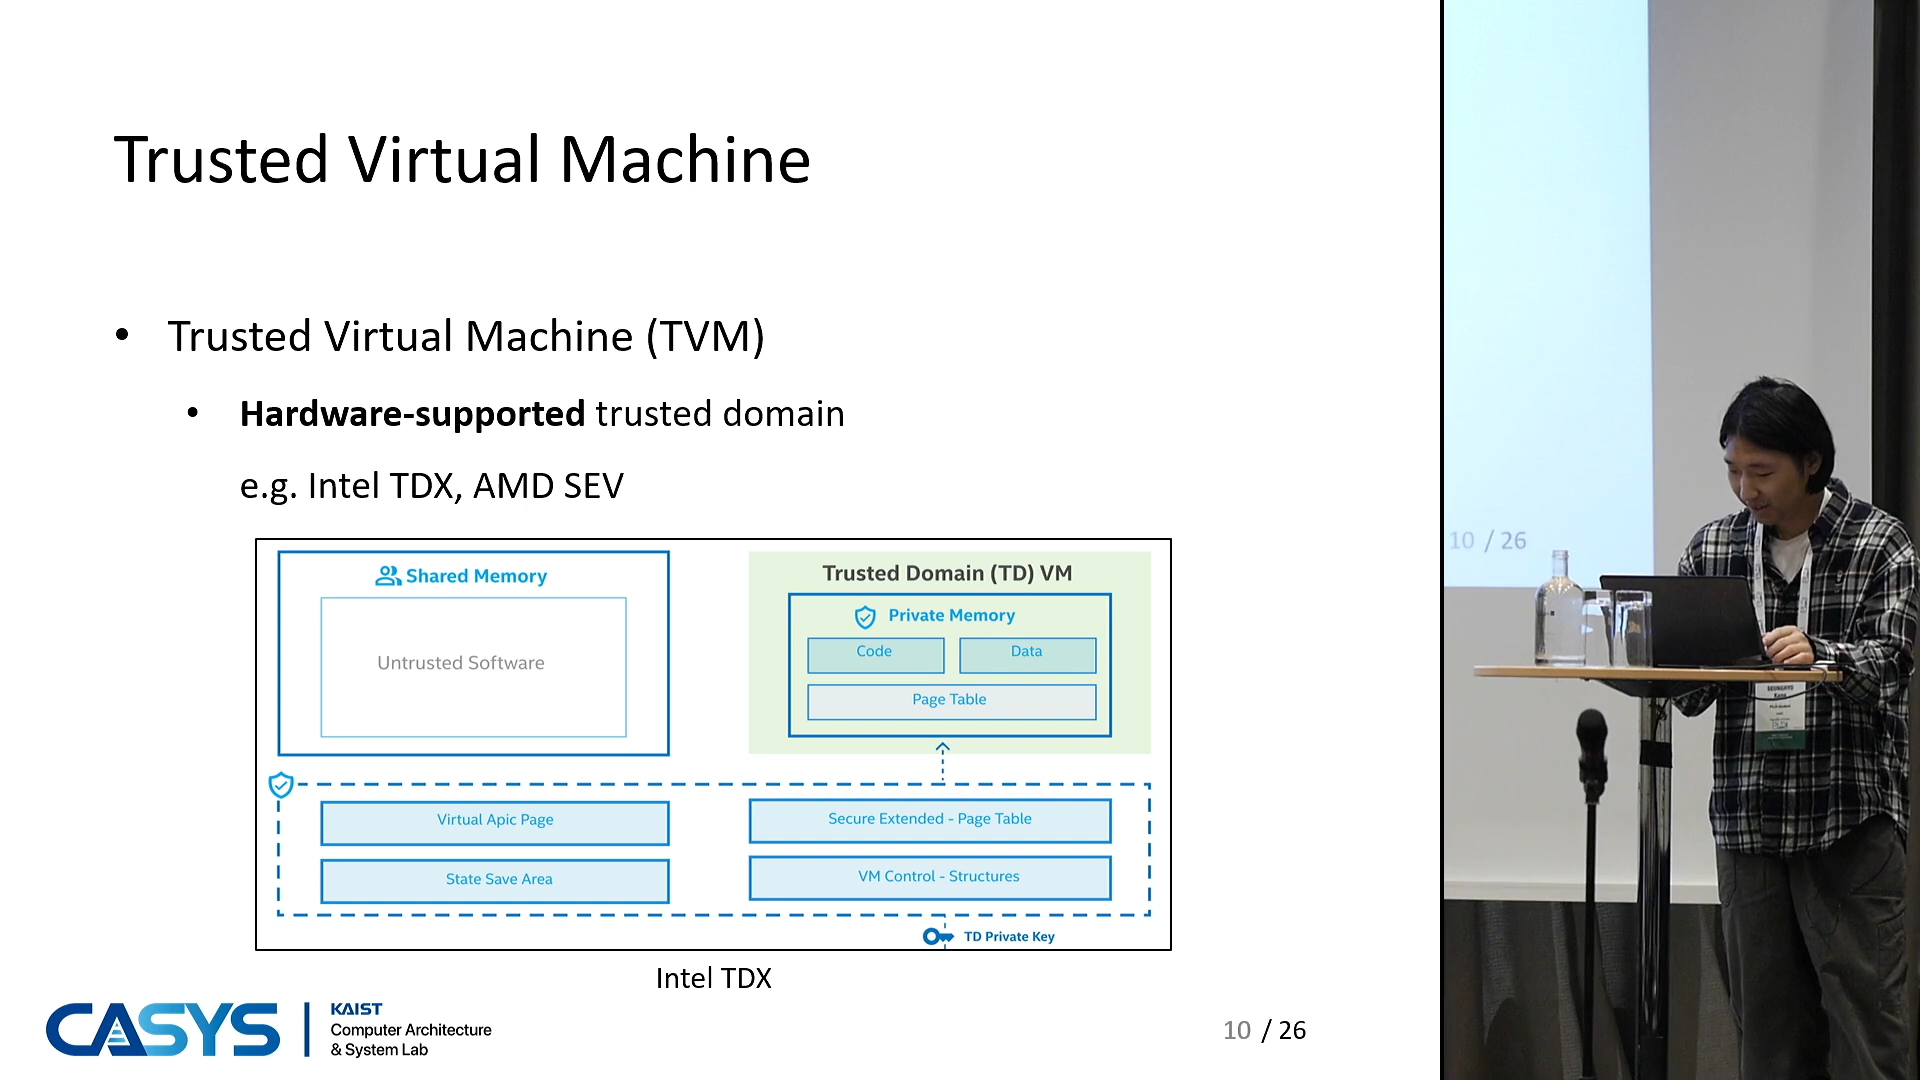 Trusted Virtual Machine
• Trusted Virtual Machine (TVM)
• Hardware-supported trusted domain
e.g. Intel TDX, AMD SEV
Shared Memory
Untrusted Software
Trusted Domain (TD) VM
Private Memory
Code
Data
Page Table
Virtual Apic Page
Secure Extended - Page Table
State Save Area
VM Control - Structures
TD Private Key
Intel TDX
CASYS
KAIST
Computer Architecture
& System Lab
10 / 26
10 / 26
SEUNGHYO